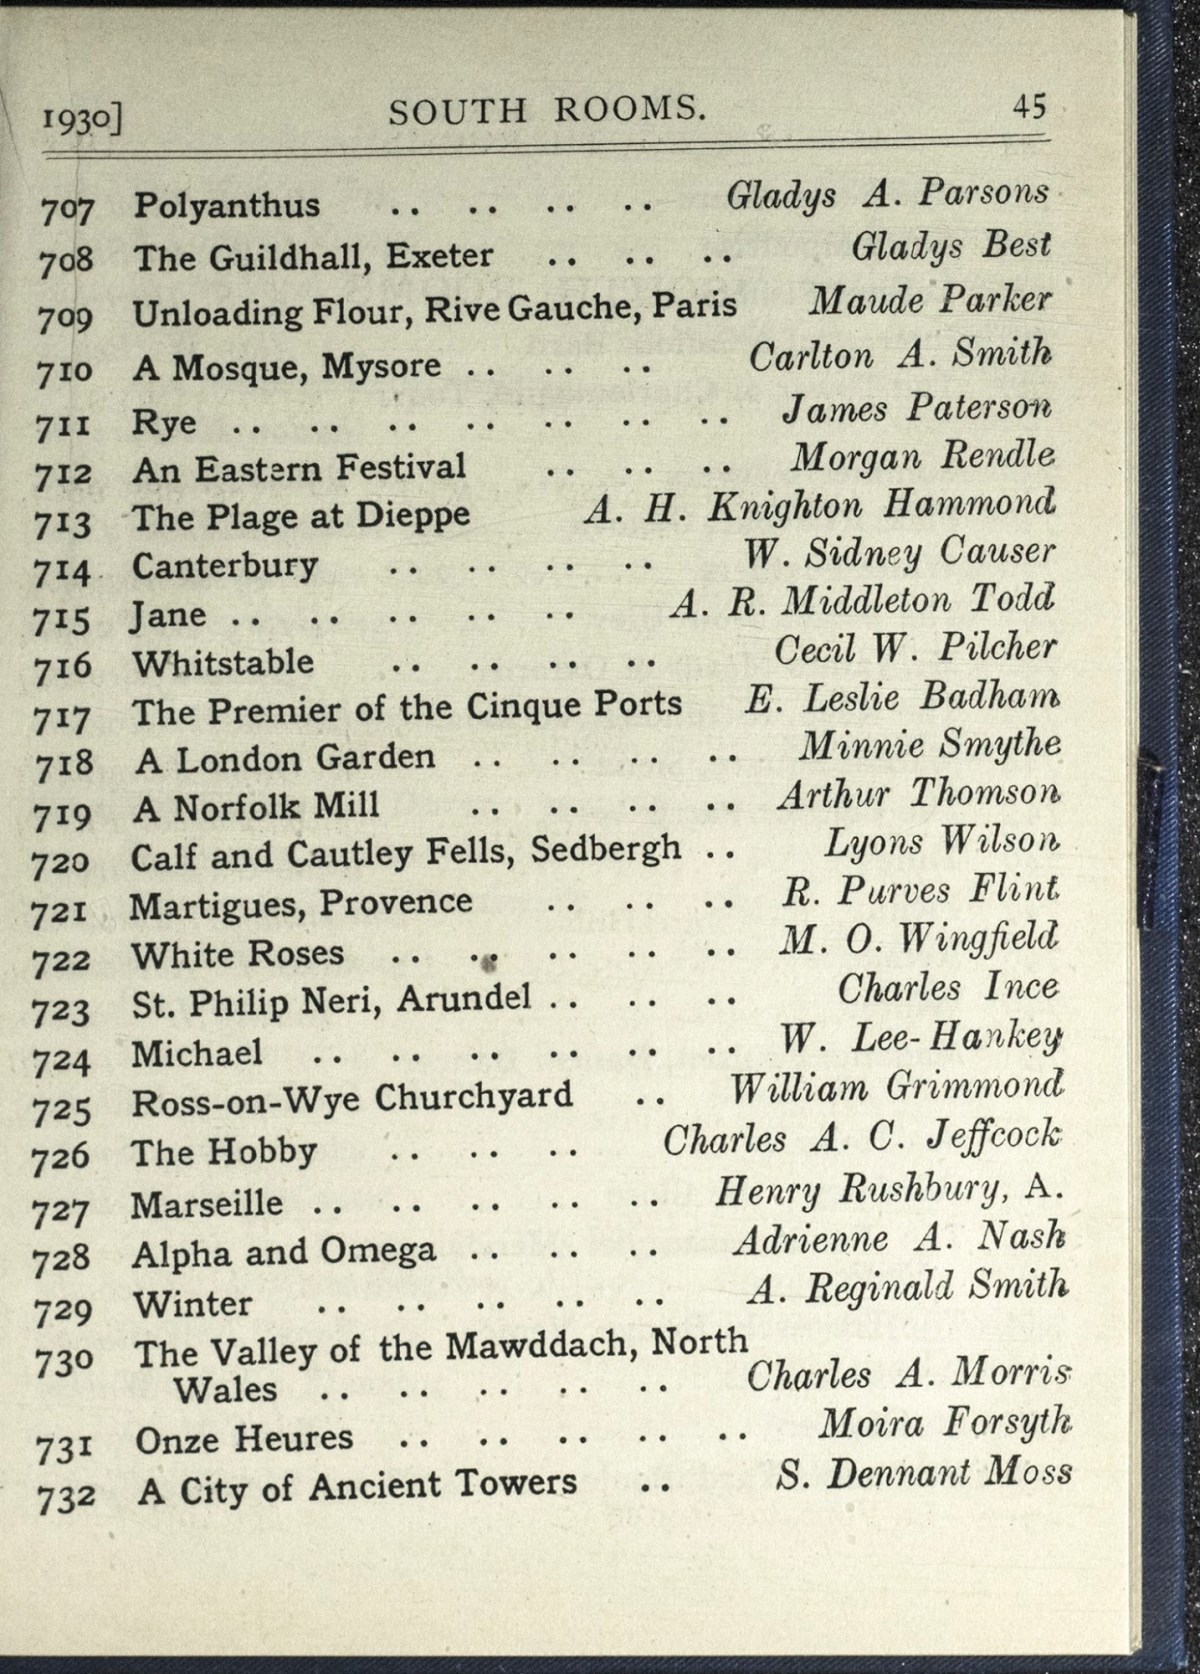 1930] SOUTH ROOMS. 45
707 Polyanthus .. .. .. .. Gladys A. Parsons
708 The Guildhall, Exeter .. .. .. Gladys Best
709 Unloading Flour, Rive Gauche, Paris Maude Parker
710 A Mosque, Mysore .. .. .. Carlton A. Smith
711 Rye .. .. .. .. .. .. .. James Paterson
712 An Eastern Festival .. .. .. Morgan Rendle
713 The Plage at Dieppe A. H. Knighton Hammond
714 Canterbury .. .. .. .. W. Sidney Causer
715 Jane .. .. .. .. .. A. R. Middleton Todd
716 Whitstable .. .. .. .. Cecil W. Pilcher
717 The Premier of the Cinque Ports E. Leslie Badham
718 A London Garden .. .. .. .. Minnie Smythe
719 A Norfolk Mill .. .. .. .. Arthur Thomson
720 Calf and Cautley Fells, Sedbergh .. Lyons Wilson
721 Martigues, Provence .. .. .. R. Purves Flint
722 White Roses .. .. .. .. .. M. O. Wingfield
723 St. Philip Neri, Arundel .. .. .. Charles Ince
724 Michael .. .. .. .. .. .. W. Lee-Hankey
725 Ross-on-Wye Churchyard .. William Grimmond
726 The Hobby .. .. .. Charles A. C. Jeffcock
727 Marseille .. .. .. .. .. Henry Rushbury, A.
728 Alpha and Omega .. .. .. Adrienne A. Nash
729 Winter .. .. .. .. .. A. Reginald Smith
730 The Valley of the Mawddach, North
Wales .. .. .. .. .. Charles A. Morris
731 Onze Heures .. .. .. .. .. Moira Forsyth
732 A City of Ancient Towers .. S. Dennant Moss